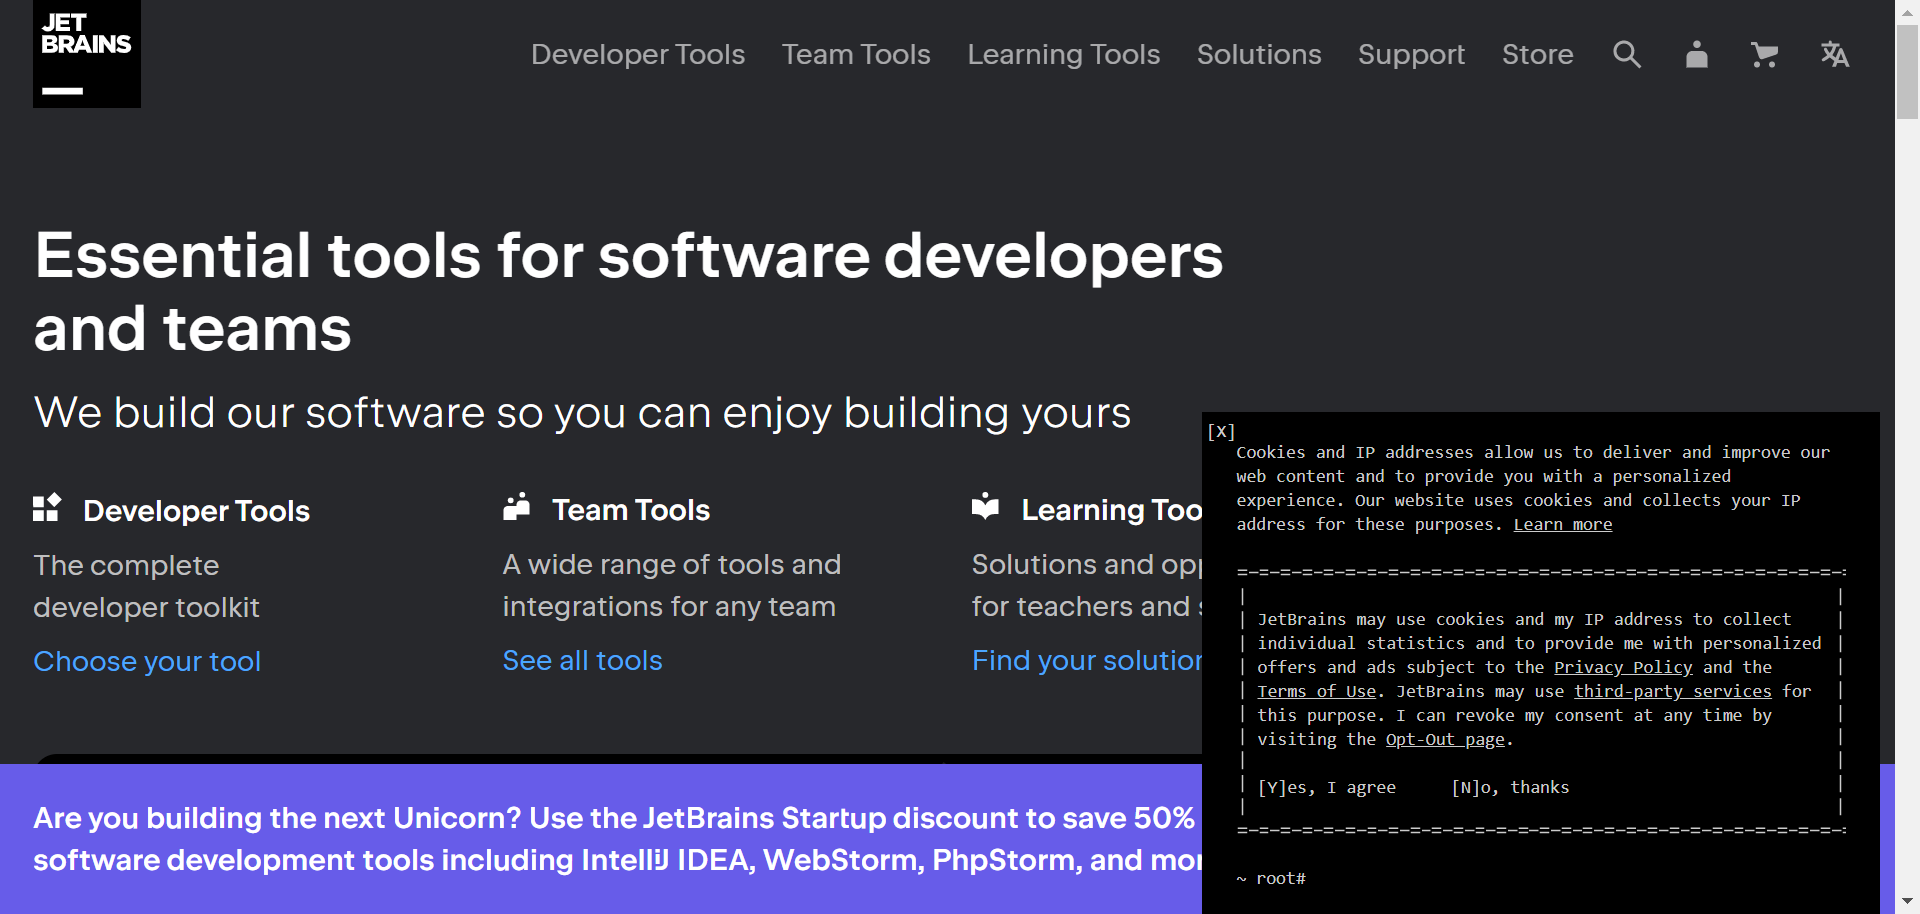 JET
BRAINS
Developer Tools Team Tools Learning Tools Solutions Support Store
Essential tools for software developers
and teams
We build our software so you can enjoy building yours
Developer Tools
The complete
developer toolkit
Choose your tool
Team Tools
A wide range of tools and
integrations for any team
See all tools
Learning Too
Solutions and opp
for teachers and
Find your solution
Are you building the next Unicorn? Use the JetBrains Startup discount to save 50%
software development tools including IntelliJ IDEA, WebStorm, PhpStorm, and mor
[X]
Cookies and IP addresses allow us to deliver and improve our
web content and to provide you with a personalized
experience. Our website uses cookies and collects your IP
address for these purposes. Learn more
JetBrains may use cookies and my IP address to collect
individual statistics and to provide me with personalized
offers and ads subject to the Privacy Policy and the
Terms of Use. JetBrains may use third-party services for
this purpose. I can revoke my consent at any time by
visiting the Opt-Out page.
[Y]es, I agree [N]o, thanks
~ root#